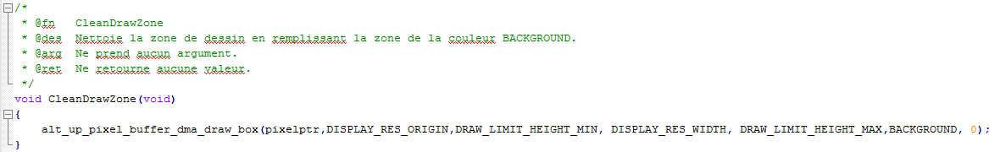 /*
 * @fn   CleanDrawZone
 * @des  Nettoie la zone de dessin en remplissant la zone de la couleur BACKGROUND.
 * @arg  Ne prend aucun argument.
 * @ret  Ne retourne aucune valeur.
 */
void CleanDrawZone(void)
{
    alt_up_pixel_buffer_dma_draw_box(pixelptr,DISPLAY_RES_ORIGIN,DRAW_LIMIT_HEIGHT_MIN, DISPLAY_RES_WIDTH, DRAW_LIMIT_HEIGHT_MAX,BACKGROUND, 0);
}